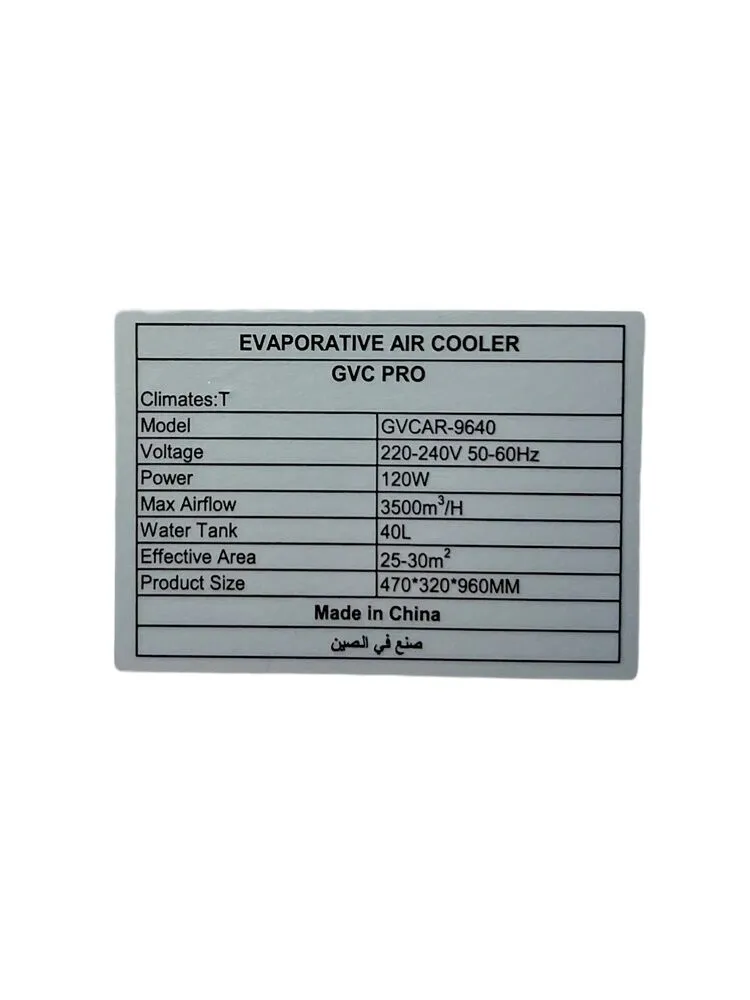 EVAPORATIVE AIR COOLER
GVC PRO
Climates:T
Model GVCAR-9640
Voltage 220-240V 50-60Hz
Power 120W
Max Airflow 3500m³/H
Water Tank 40L
Effective Area 25-30m²
Product Size 470*320*960MM
Made in China
صنع في الصين